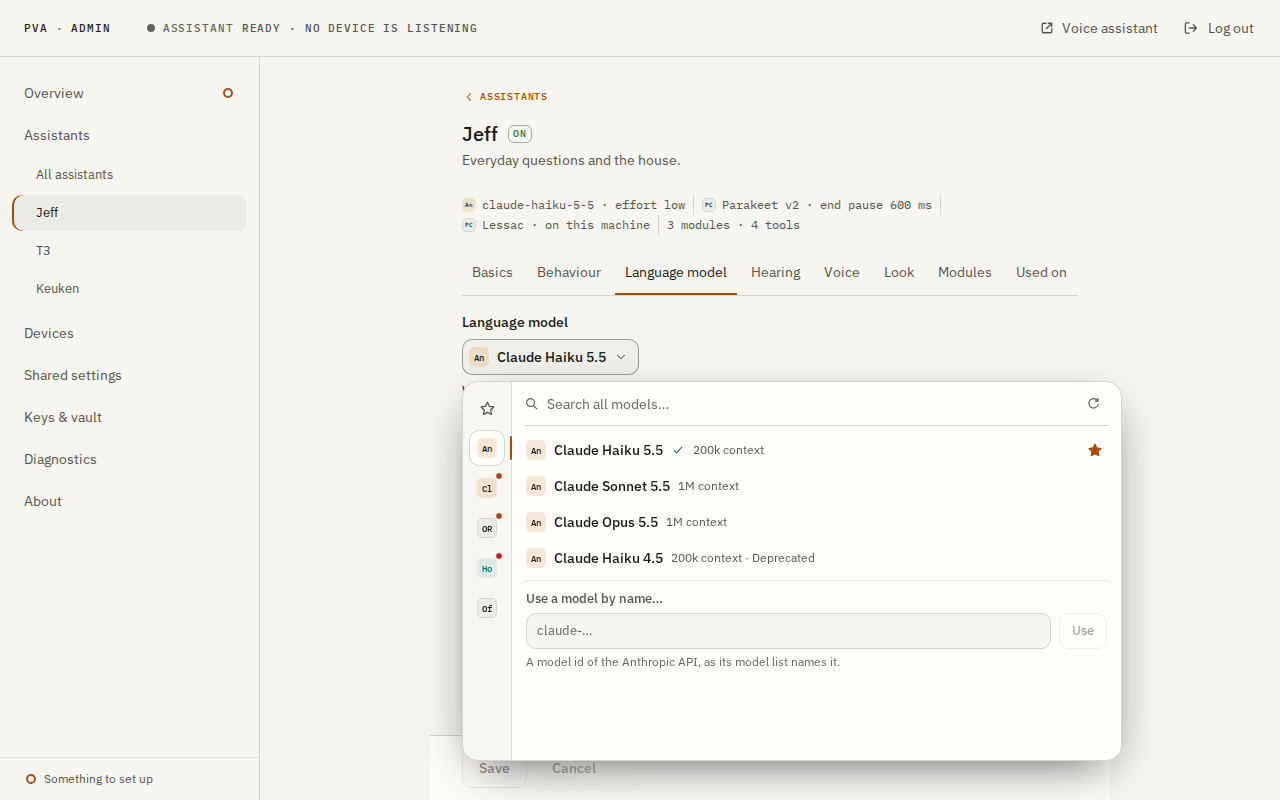 PVA · ADMIN
ASSISTANT READY · NO DEVICE IS LISTENING
Voice assistant
Log out
Overview
Assistants
All assistants
Jeff
T3
Keuken
Devices
Shared settings
Keys & vault
Diagnostics
About
Something to set up
ASSISTANTS
Jeff ON
Everyday questions and the house.
An claude-haiku-5-5 · effort low PC Parakeet v2 · end pause 600 ms
PC Lessac · on this machine 3 modules · 4 tools
Basics Behaviour Language model Hearing Voice Look Modules Used on
Language model
An Claude Haiku 5.5
Search all models…
An
Cl
OR
Ho
Of
An Claude Haiku 5.5 200k context
An Claude Sonnet 5.5 1M context
An Claude Opus 5.5 1M context
An Claude Haiku 4.5 200k context · Deprecated
Use a model by name…
claude-… Use
A model id of the Anthropic API, as its model list names it.
Save Cancel